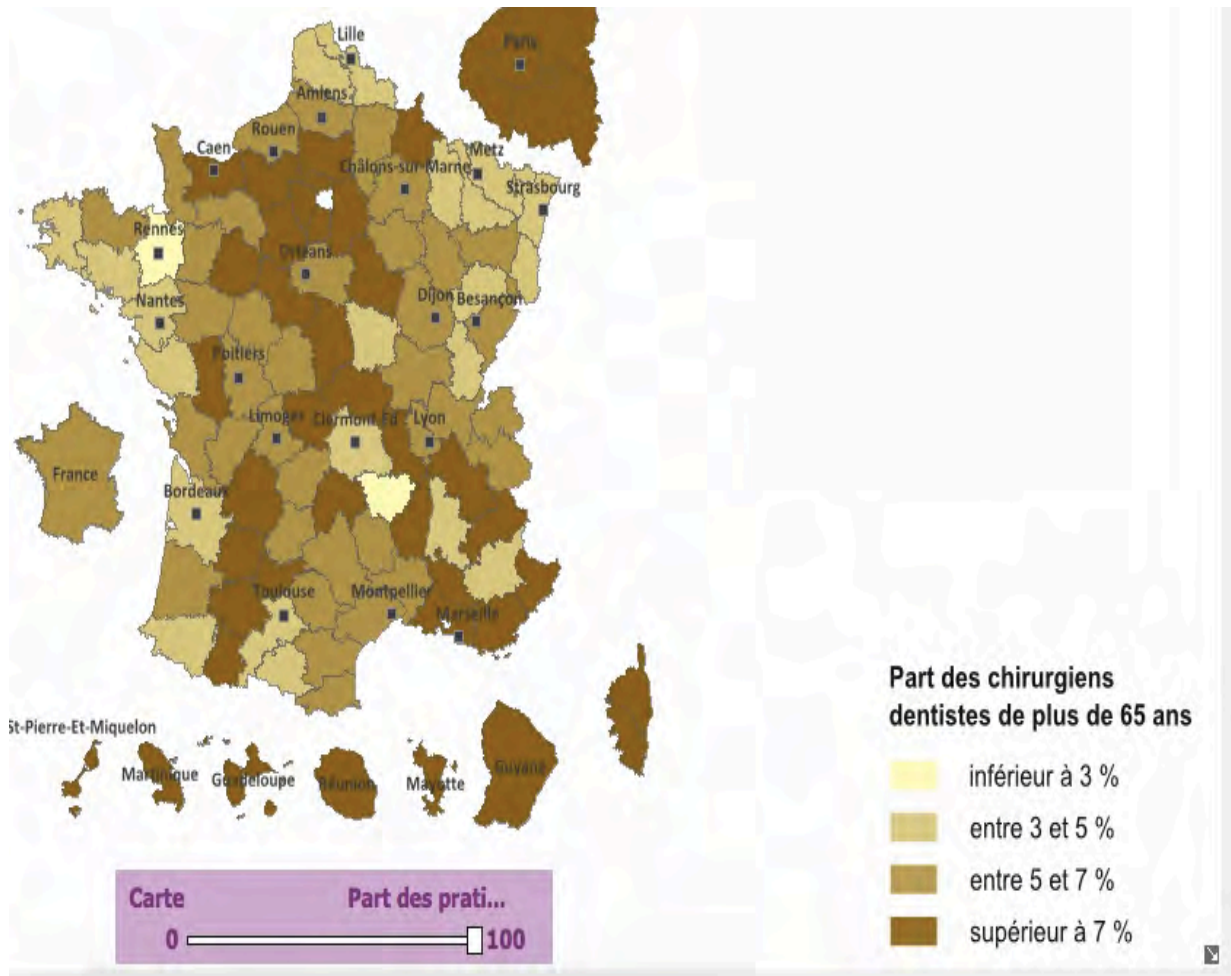 Lille
Paris
Amiens
Rouen
Caen
Metz
Châlons-sur-Marne
Strasbourg
Rennes
Orléans
Nantes
Dijon
Besançon
Poitiers
Limoges
Clermont-Fd
Lyon
France
Bordeaux
Toulouse
Montpellier
Marseille
St-Pierre-Et-Miquelon
Martinique
Guadeloupe
Réunion
Mayotte
Guyane
Part des chirurgiens
dentistes de plus de 65 ans
inférieur à 3 %
entre 3 et 5 %
entre 5 et 7 %
supérieur à 7 %
Carte Part des prati...
0 100